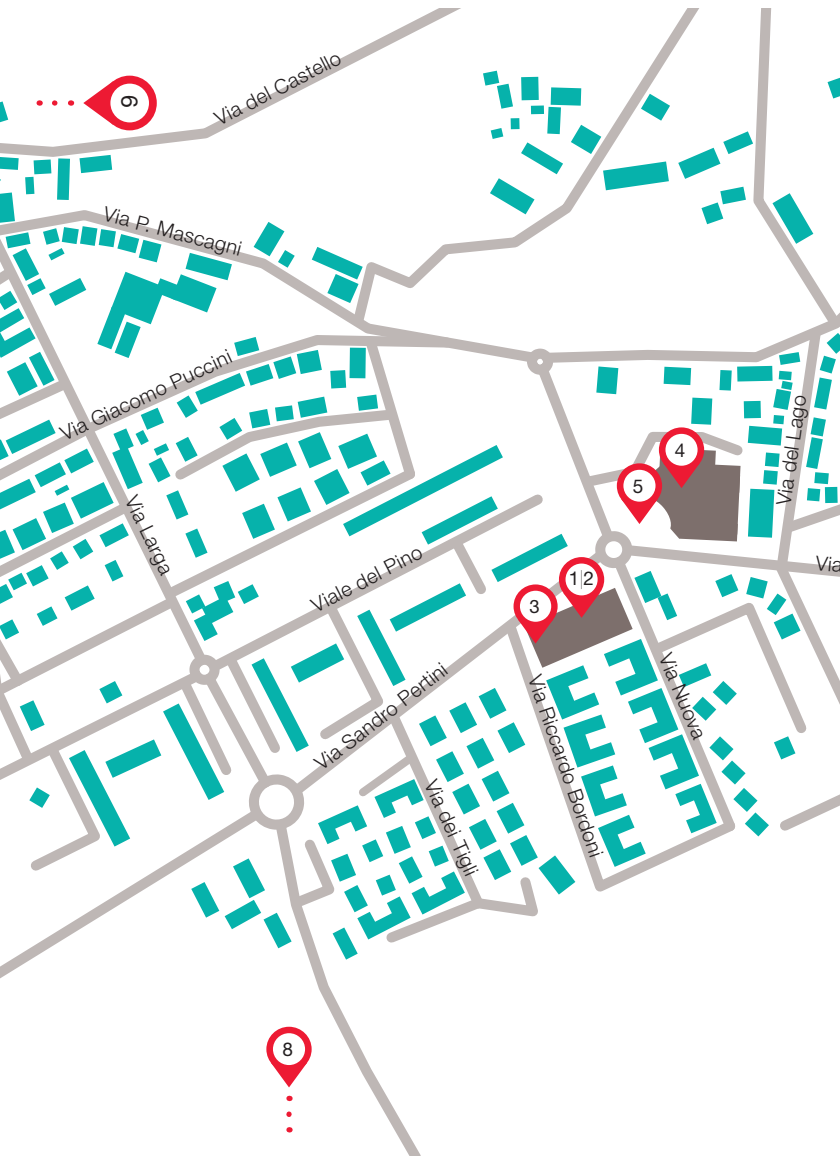 Via del Castello
Via P. Mascagni
Via Giacomo Puccini
Via Larga
4
Via del Lago
5
Viale del Pino
Via
1|2
3
Via Sandro Pertini
Via Riccardo Bordoni
Via Nuova
Via dei Tigli
8